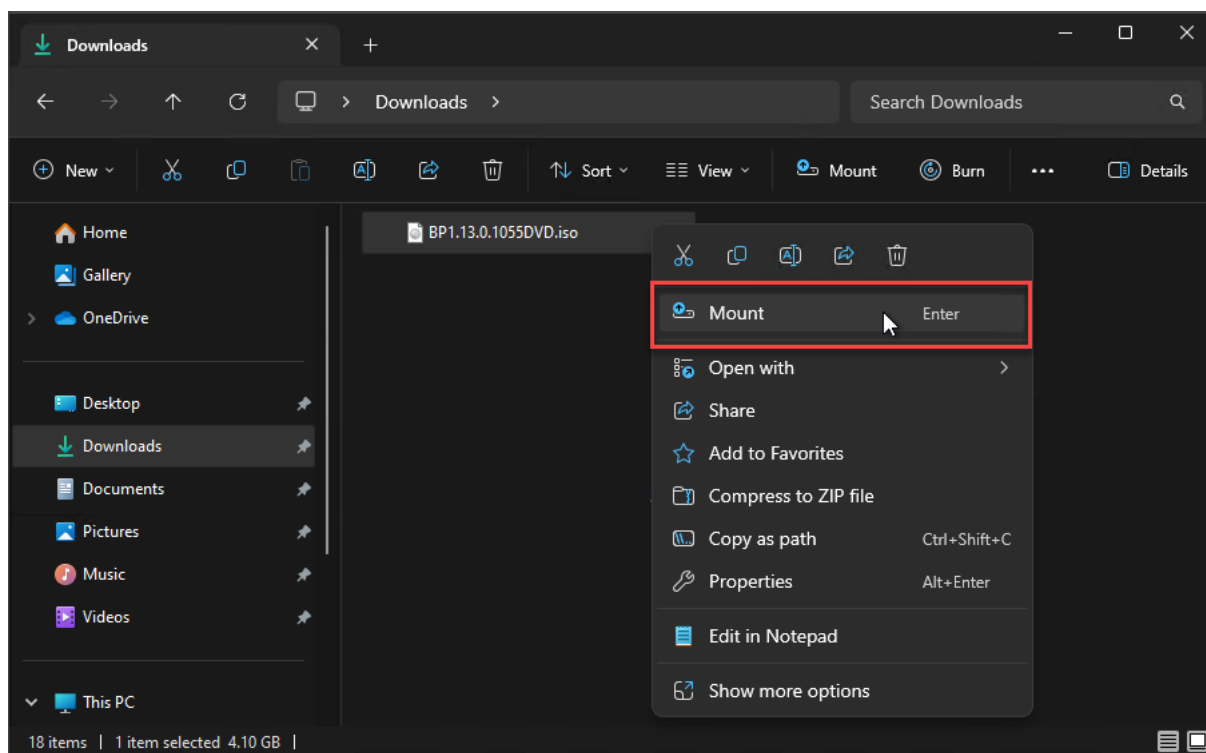 Downloads
Downloads
Search Downloads
New
Sort
View
Mount
Burn
Details
Home
Gallery
OneDrive
Desktop
Downloads
Documents
Pictures
Music
Videos
This PC
BP1.13.0.1055DVD.iso
Mount Enter
Open with
Share
Add to Favorites
Compress to ZIP file
Copy as path Ctrl+Shift+C
Properties Alt+Enter
Edit in Notepad
Show more options
18 items | 1 item selected 4.10 GB |